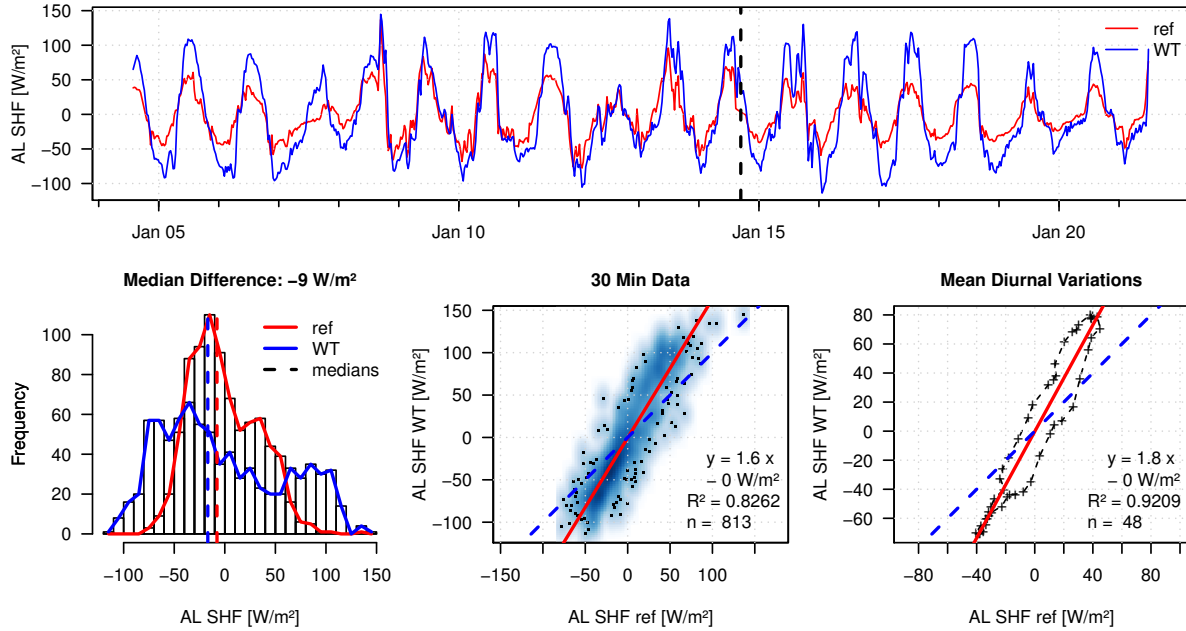 AL SHF [W/m²]
150
100
50
0
−50
−100
ref
WT
Jan 05
Jan 10
Jan 15
Jan 20
Median Difference: −9 W/m²
Frequency
100
80
60
40
20
0
ref
WT
medians
−100
−50
0
50
100
150
AL SHF [W/m²]
30 Min Data
AL SHF WT [W/m²]
150
100
50
0
−50
−100
y = 1.6 x
− 0 W/m²
R² = 0.8262
n = 813
−150
−50
0
50
100
AL SHF ref [W/m²]
Mean Diurnal Variations
AL SHF WT [W/m²]
80
60
40
20
0
−20
−40
−60
y = 1.8 x
− 0 W/m²
R² = 0.9209
n = 48
−80
−40
0
20
40
60
80
AL SHF ref [W/m²]